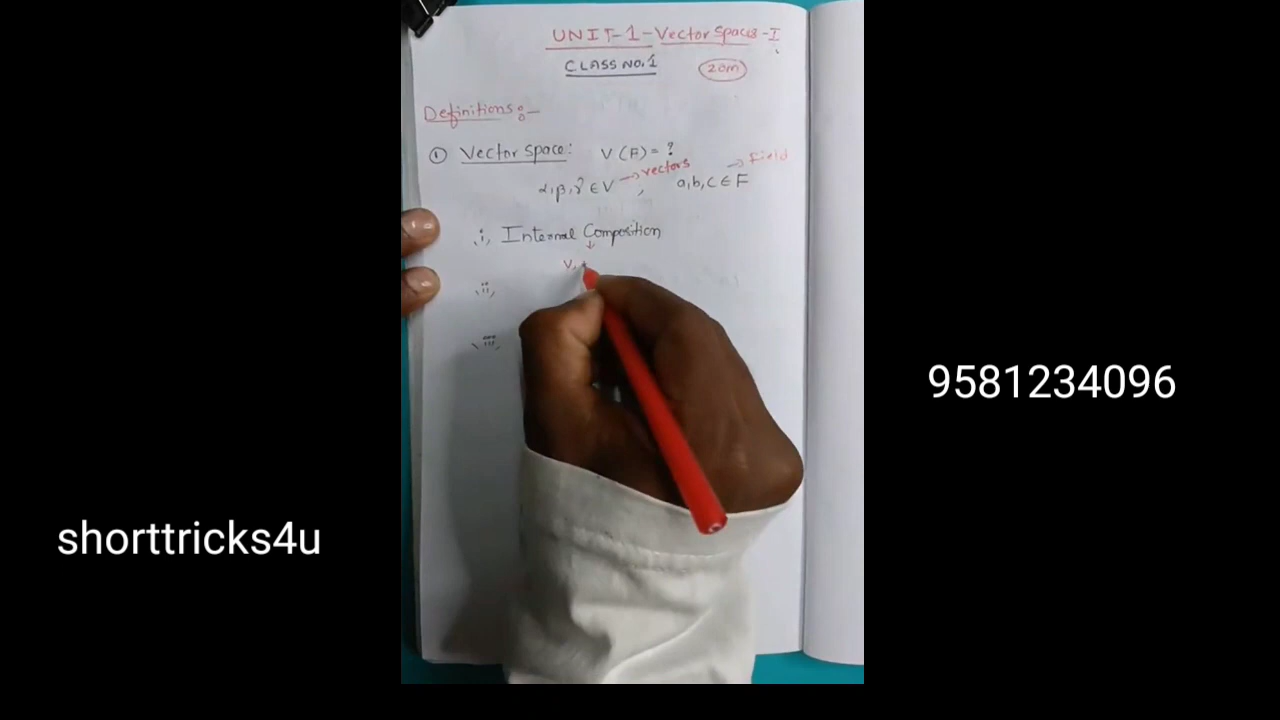 UNIT-1-Vector Spaces-I
CLASS NO.1
20m
Definitions:-
① Vector space: V(F)=?
→ vectors → field
α,β,γ ∈ V , a,b,c ∈ F
i, Internal Composition
↓
V,
ii,
iii,
9581234096
shorttricks4u